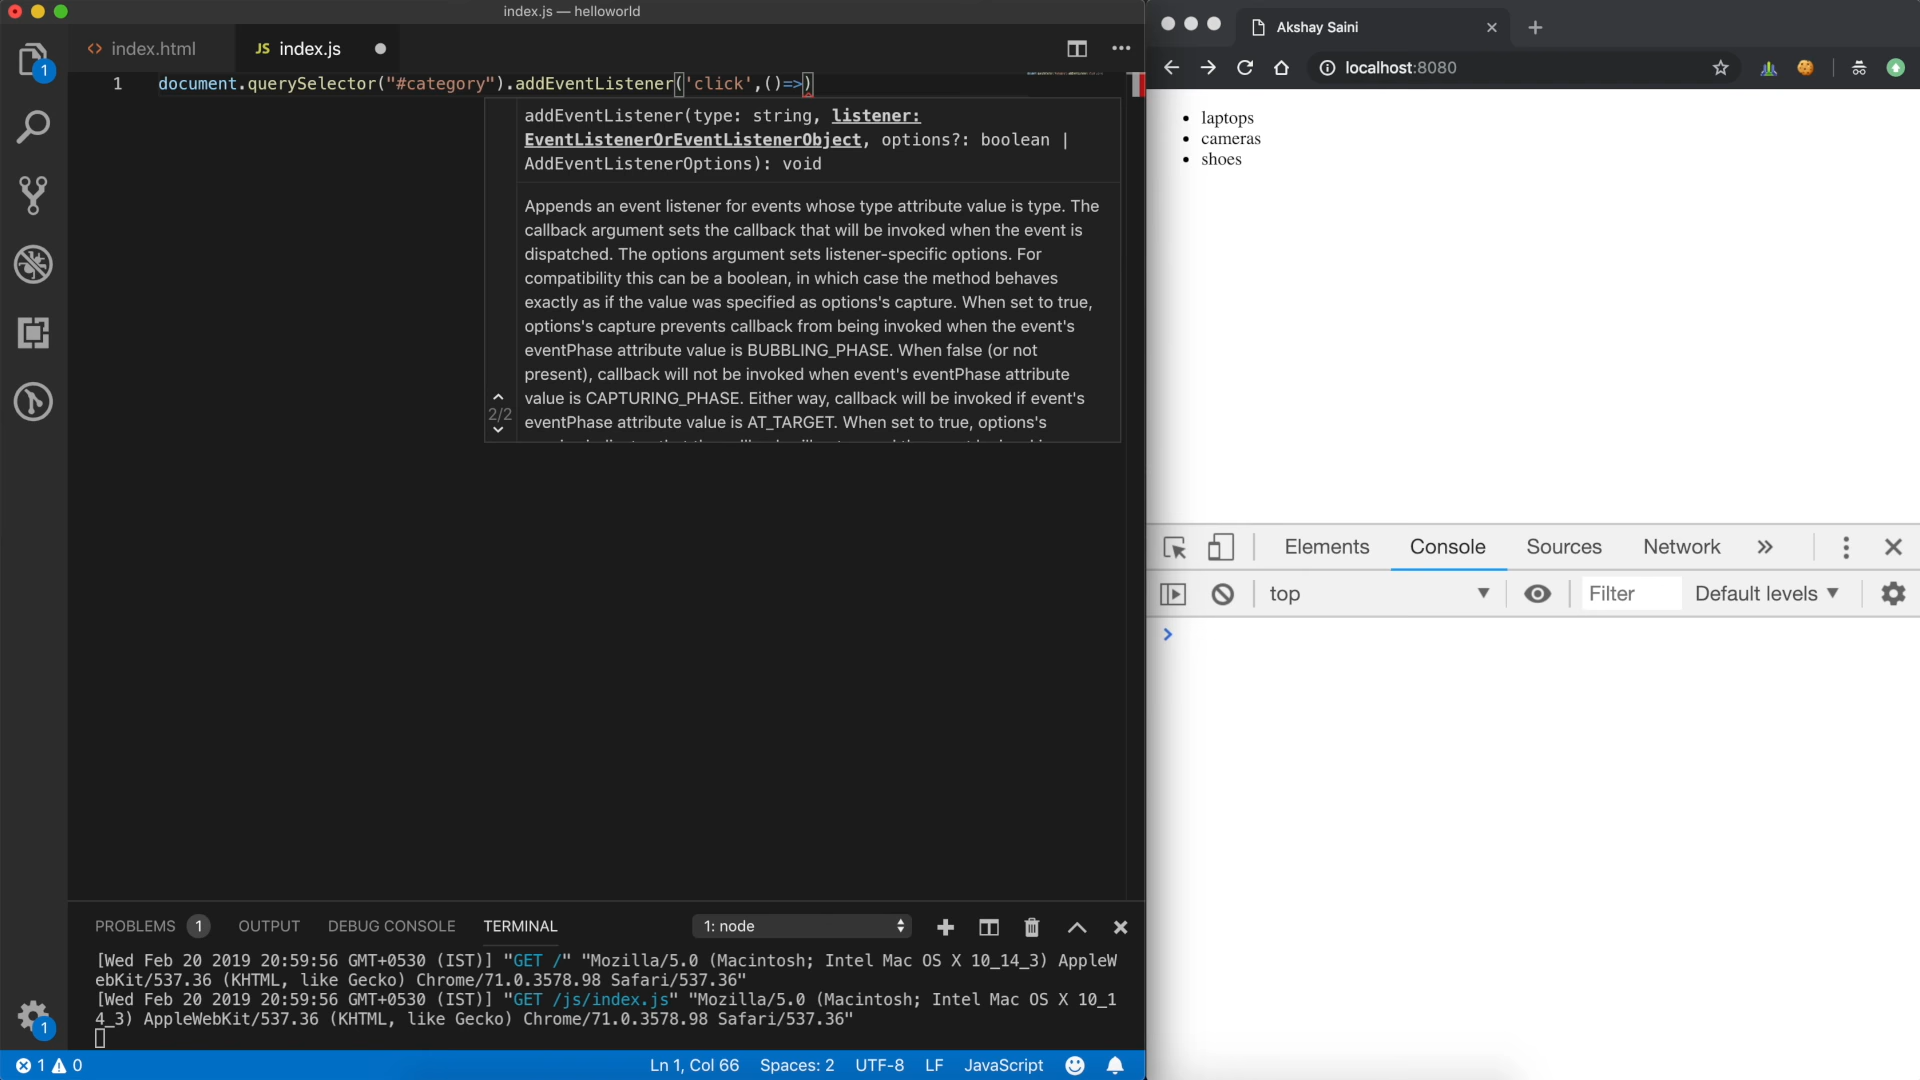 index.js — helloworld
<> index.html
JS index.js
1
1 document.querySelector("#category").addEventListener('click',()=>)
addEventListener(type: string, listener:
EventListenerOrEventListenerObject, options?: boolean |
AddEventListenerOptions): void
Appends an event listener for events whose type attribute value is type. The
callback argument sets the callback that will be invoked when the event is
dispatched. The options argument sets listener-specific options. For
compatibility this can be a boolean, in which case the method behaves
exactly as if the value was specified as options's capture. When set to true,
options's capture prevents callback from being invoked when the event's
eventPhase attribute value is BUBBLING_PHASE. When false (or not
present), callback will not be invoked when event's eventPhase attribute
value is CAPTURING_PHASE. Either way, callback will be invoked if event's
2/2
eventPhase attribute value is AT_TARGET. When set to true, options's
PROBLEMS 1 OUTPUT DEBUG CONSOLE TERMINAL
1: node
[Wed Feb 20 2019 20:59:56 GMT+0530 (IST)] "GET /" "Mozilla/5.0 (Macintosh; Intel Mac OS X 10_14_3) AppleW
ebKit/537.36 (KHTML, like Gecko) Chrome/71.0.3578.98 Safari/537.36"
[Wed Feb 20 2019 20:59:56 GMT+0530 (IST)] "GET /js/index.js" "Mozilla/5.0 (Macintosh; Intel Mac OS X 10_1
4_3) AppleWebKit/537.36 (KHTML, like Gecko) Chrome/71.0.3578.98 Safari/537.36"
1
1 0 Ln 1, Col 66 Spaces: 2 UTF-8 LF JavaScript
Akshay Saini
localhost:8080
laptops
cameras
shoes
Elements Console Sources Network »
top Filter Default levels